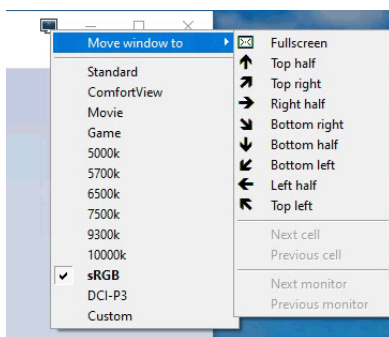 Move window to
Standard
ComfortView
Movie
Game
5000k
5700k
6500k
7500k
9300k
10000k
sRGB
DCI-P3
Custom
Fullscreen
Top half
Top right
Right half
Bottom right
Bottom half
Bottom left
Left half
Top left
Next cell
Previous cell
Next monitor
Previous monitor